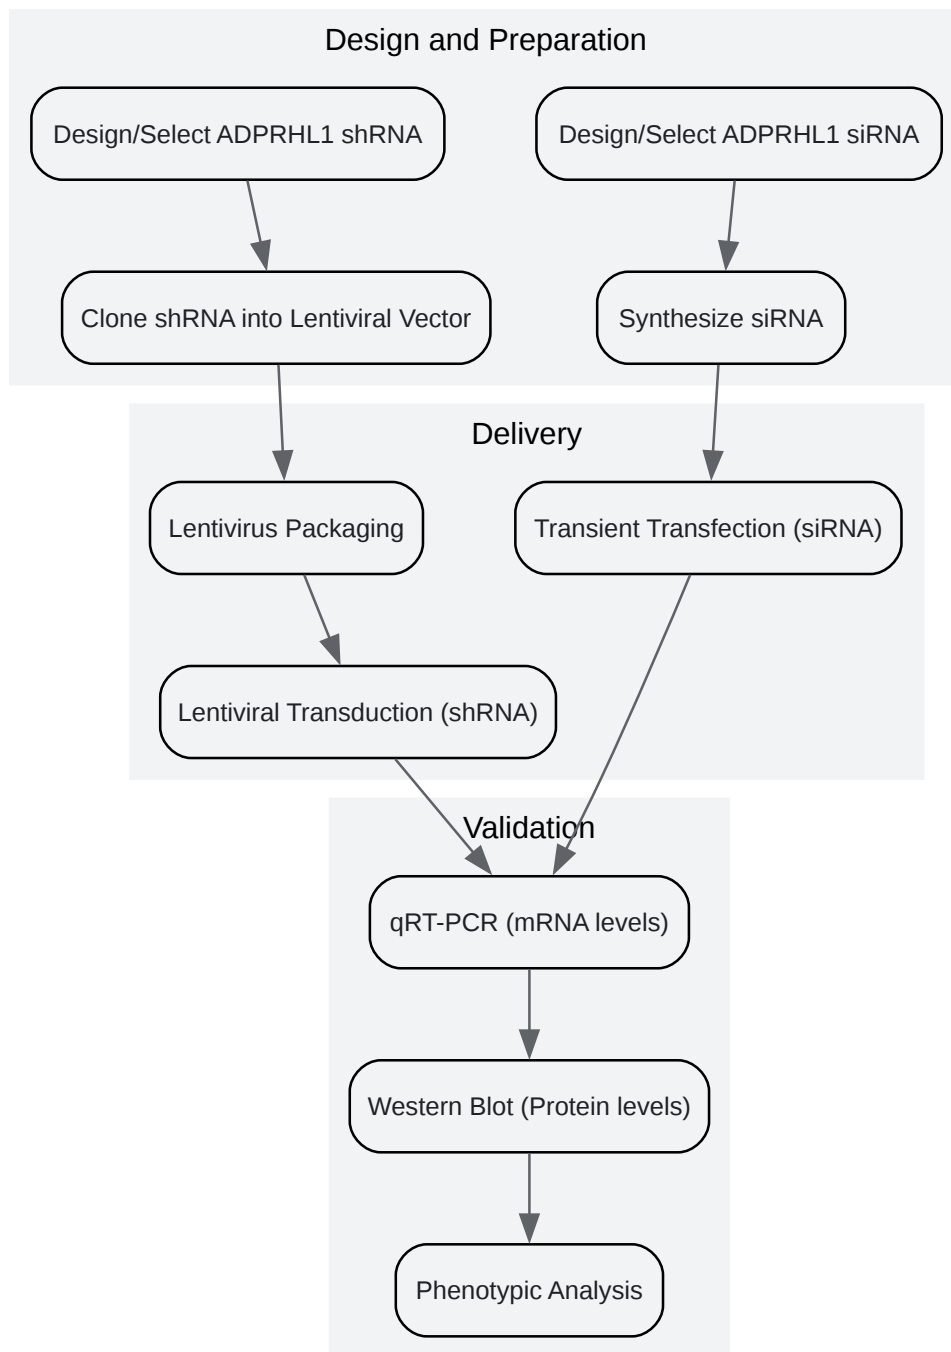 Design and Preparation
Design/Select ADPRHL1 shRNA
Design/Select ADPRHL1 siRNA
Clone shRNA into Lentiviral Vector
Synthesize siRNA
Delivery
Lentivirus Packaging
Transient Transfection (siRNA)
Lentiviral Transduction (shRNA)
Validation
qRT-PCR (mRNA levels)
Western Blot (Protein levels)
Phenotypic Analysis